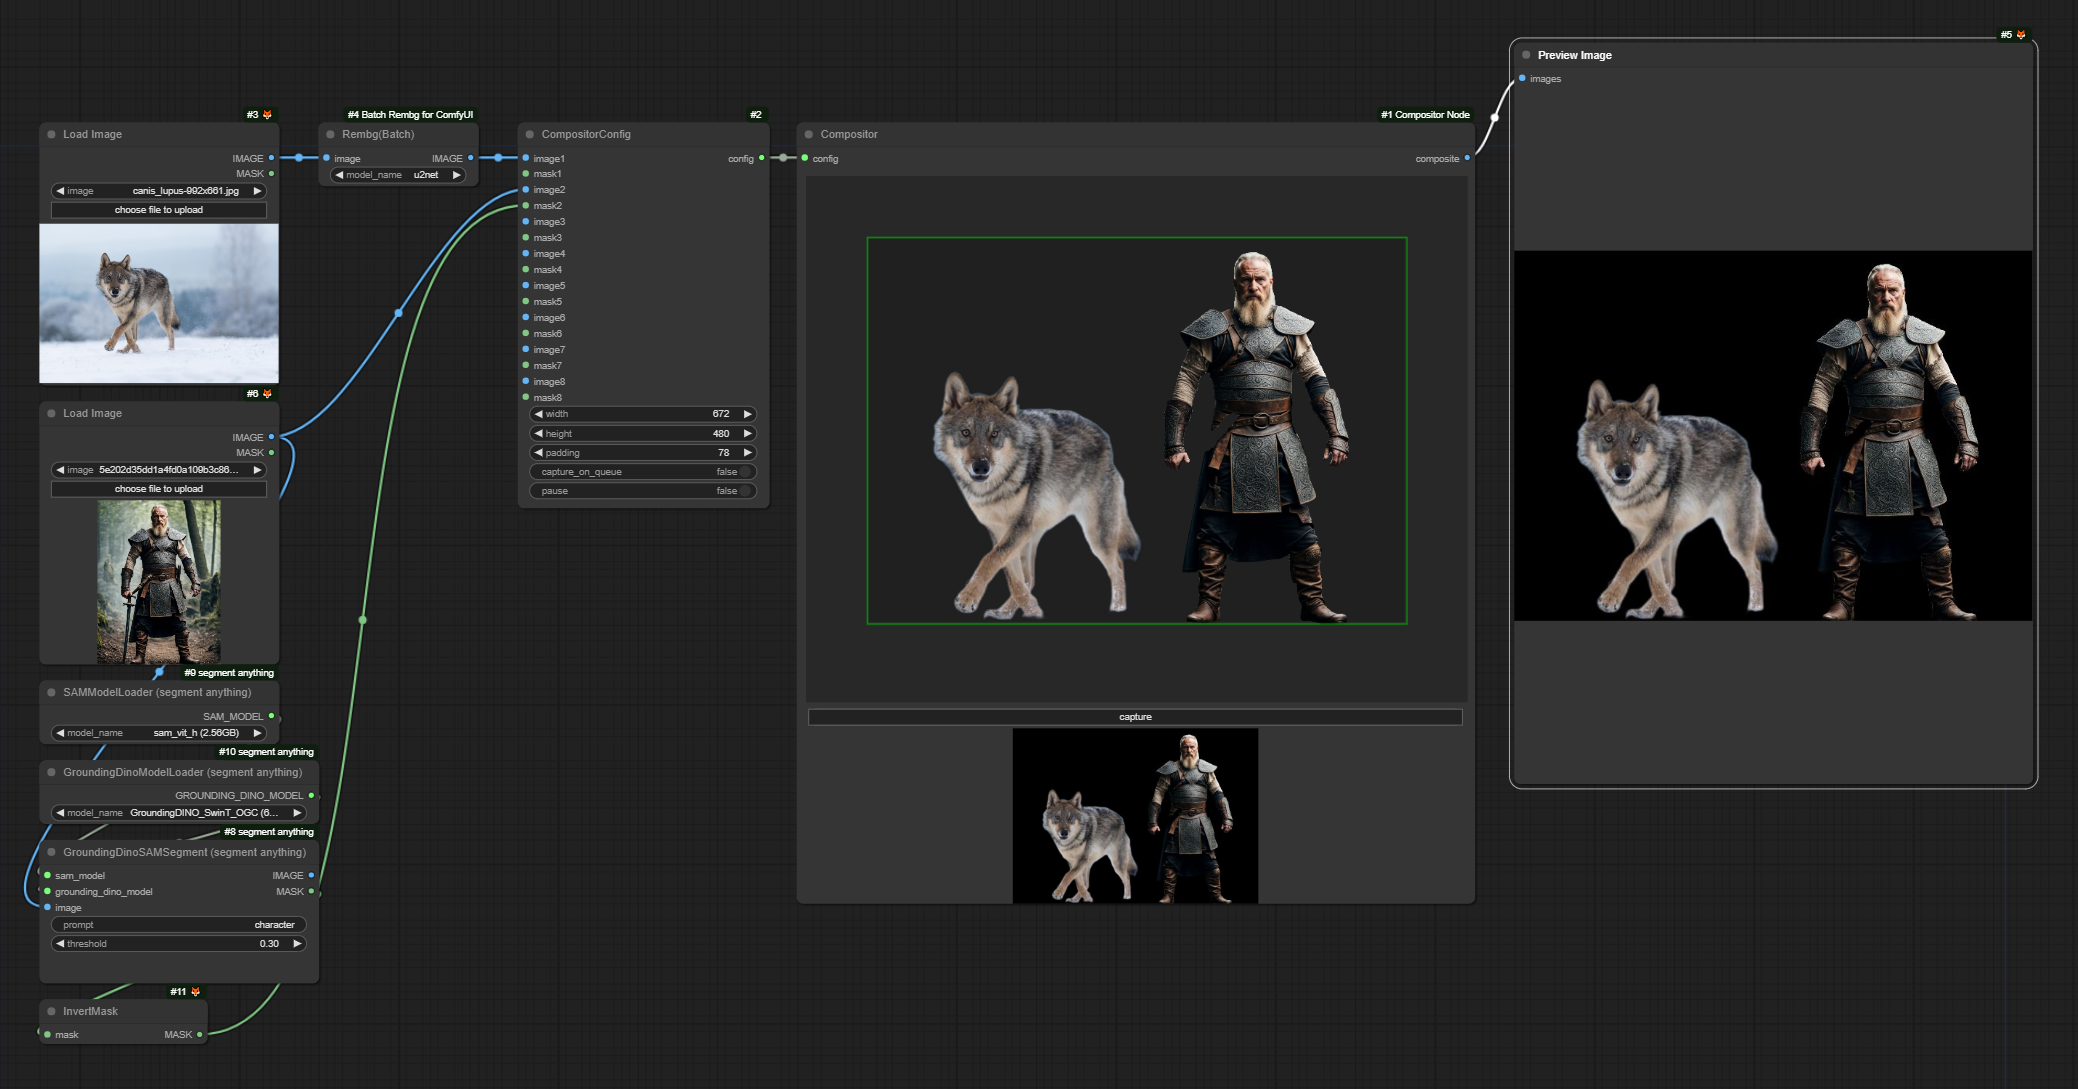 #3
Load Image
IMAGE
MASK
image canis_lupus-992x661.jpg
choose file to upload
#4 Batch Rembg for ComfyUI
Rembg(Batch)
image IMAGE
model_name u2net
#6
Load Image
IMAGE
MASK
image 5e202d35dd1a4fd0a109b3c86...
choose file to upload
#9 segment anything
SAMModelLoader (segment anything)
SAM_MODEL
model_name sam_vit_h (2.56GB)
#10 segment anything
GroundingDinoModelLoader (segment anything)
GROUNDING_DINO_MODEL
model_name GroundingDINO_SwinT_OGC (6...
#8 segment anything
GroundingDinoSAMSegment (segment anything)
sam_model IMAGE
grounding_dino_model MASK
image
prompt character
threshold 0.30
#11
InvertMask
mask MASK
#2
CompositorConfig
image1 config
mask1
image2
mask2
image3
mask3
image4
mask4
image5
mask5
image6
mask6
image7
mask7
image8
mask8
width 672
height 480
padding 78
capture_on_queue false
pause false
#1 Compositor Node
Compositor
config composite
capture
#5
Preview Image
images